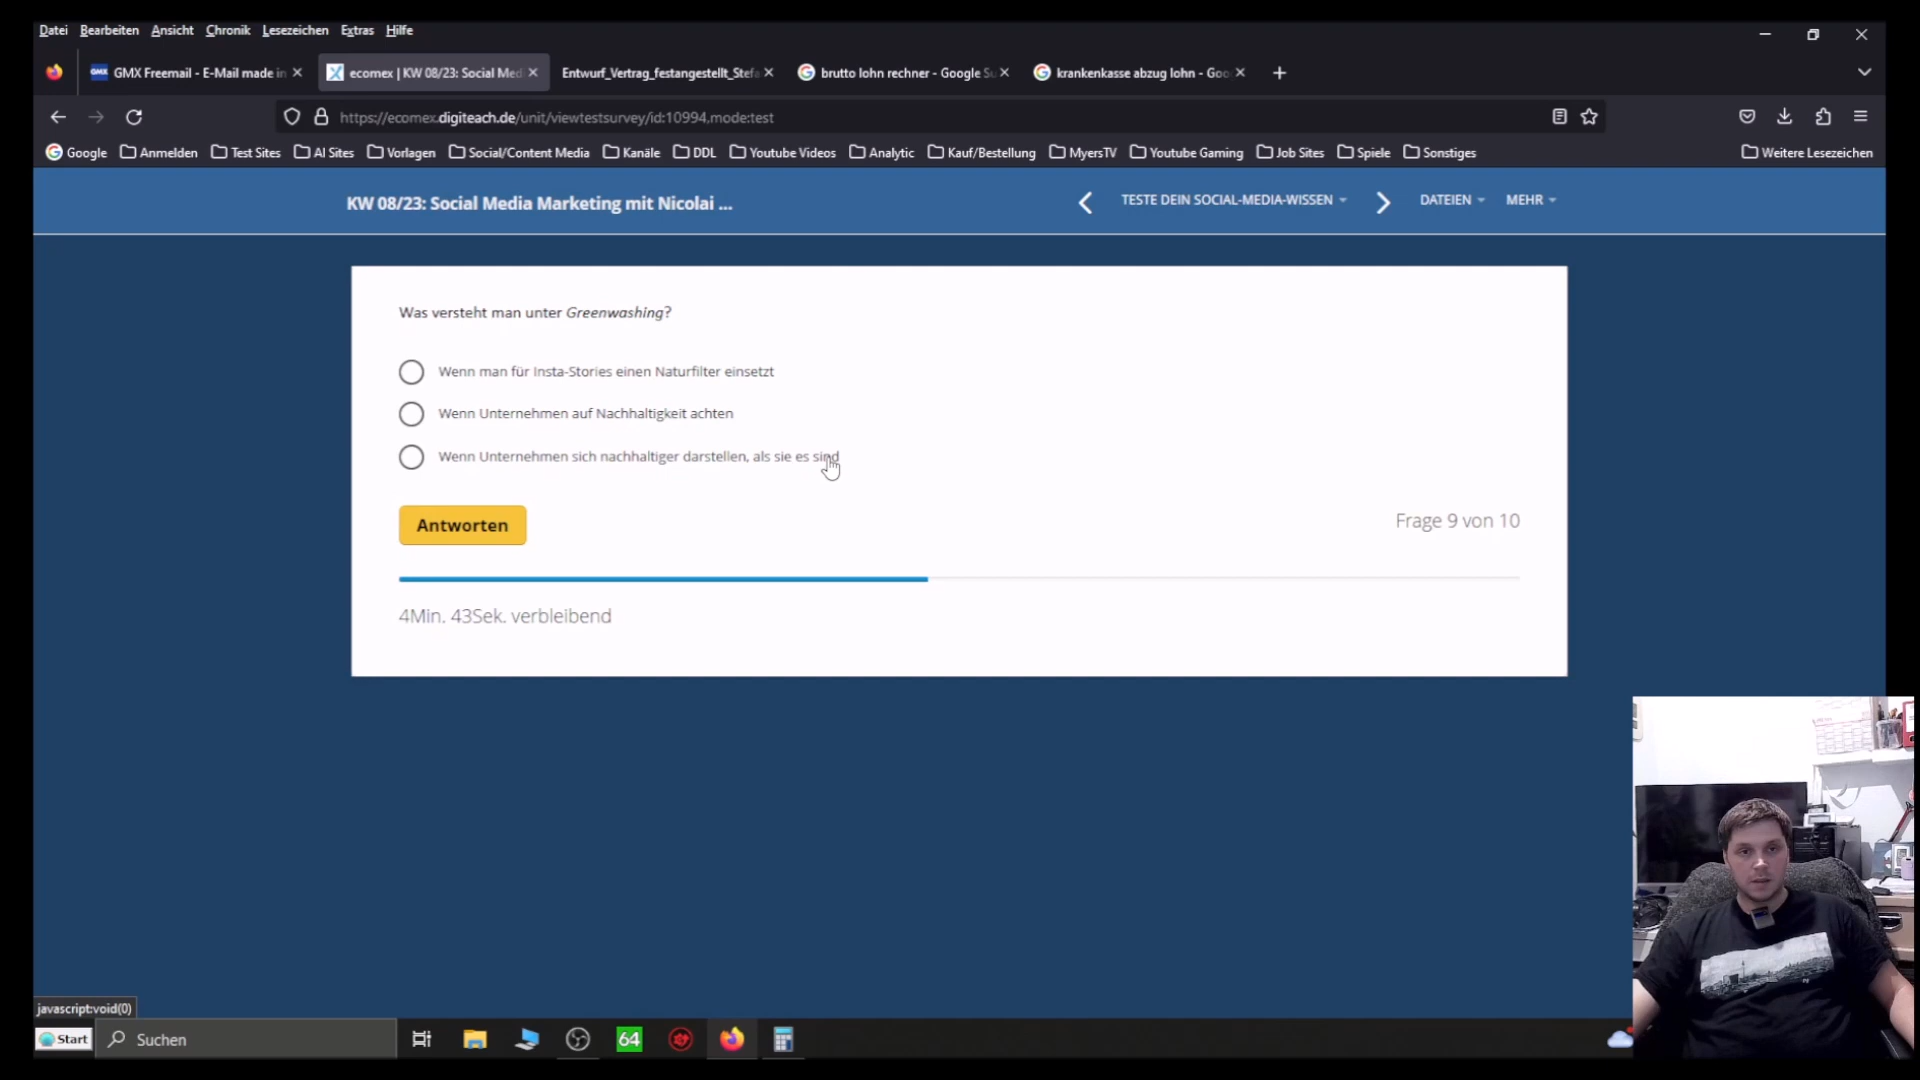 Datei Bearbeiten Ansicht Chronik Lesezeichen Extras Hilfe
GMX Freemail - E-Mail made in
ecomex | KW 08/23: Social Med
Entwurf_Vertrag_festangestellt_Stefa
brutto lohn rechner - Google Su
krankenkasse abzug lohn - Goo
https://ecomex.digiteach.de/unit/viewtestsurvey/id:10994,mode:test
Google Anmelden Test Sites AI Sites Vorlagen Social/Content Media Kanäle DDL Youtube Videos Analytic Kauf/Bestellung MyersTV Youtube Gaming Job Sites Spiele Sonstiges Weitere Lesezeichen
KW 08/23: Social Media Marketing mit Nicolai ... TESTE DEIN SOCIAL-MEDIA-WISSEN DATEIEN MEHR
Was versteht man unter Greenwashing?
Wenn man für Insta-Stories einen Naturfilter einsetzt
Wenn Unternehmen auf Nachhaltigkeit achten
Wenn Unternehmen sich nachhaltiger darstellen, als sie es sind
Antworten
Frage 9 von 10
4Min. 43Sek. verbleibend
javascript:void(0)
Start Suchen 64